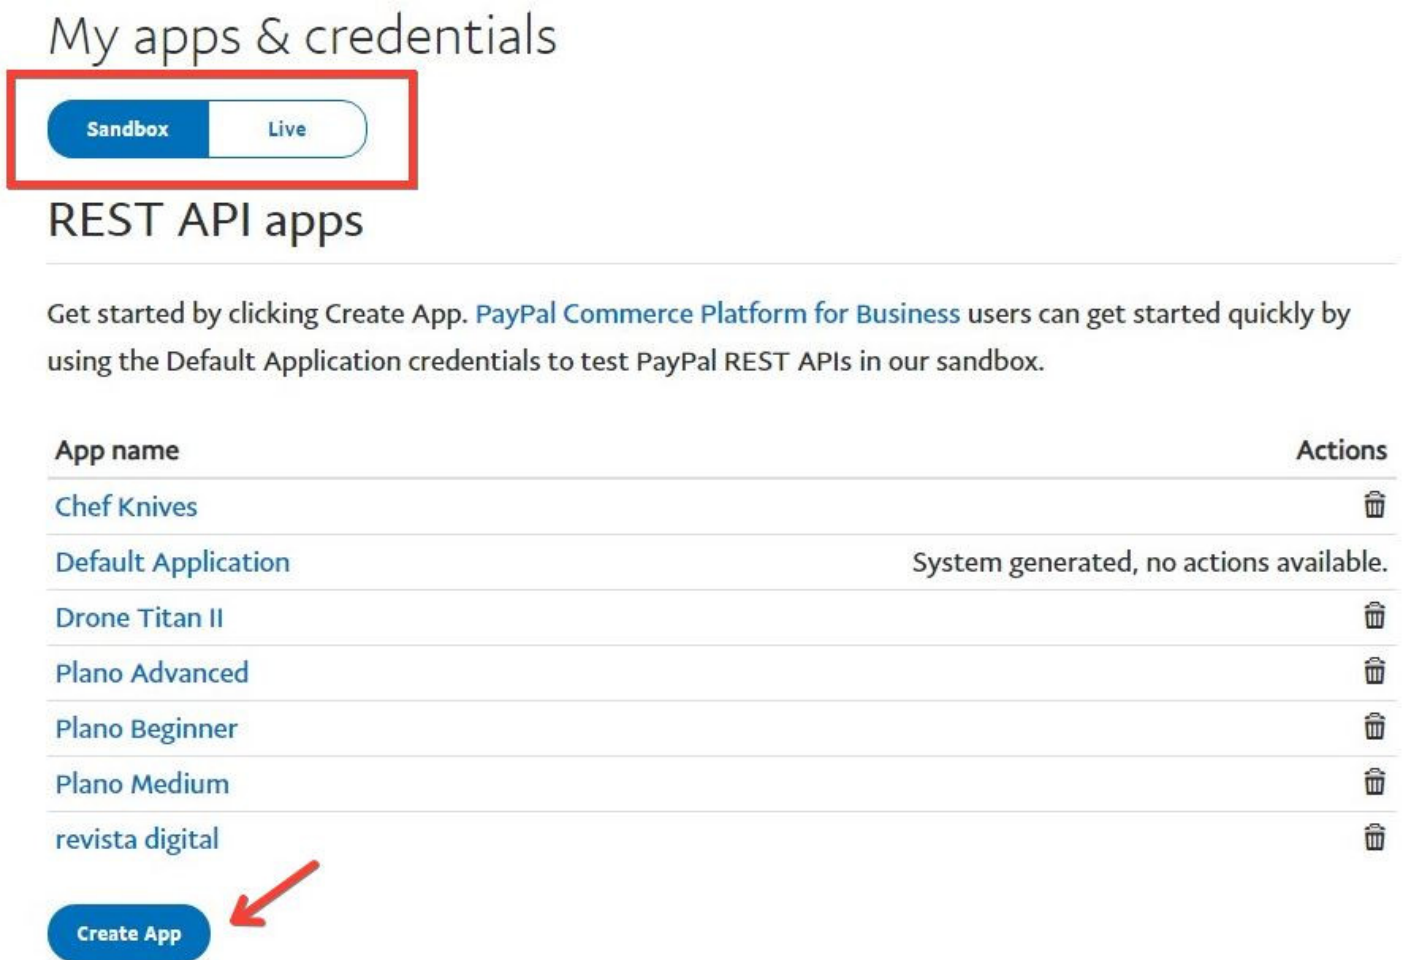 My apps & credentials
Sandbox Live
REST API apps
Get started by clicking Create App. PayPal Commerce Platform for Business users can get started quickly by
using the Default Application credentials to test PayPal REST APIs in our sandbox.
App name Actions
Chef Knives
Default Application System generated, no actions available.
Drone Titan II
Plano Advanced
Plano Beginner
Plano Medium
revista digital
Create App